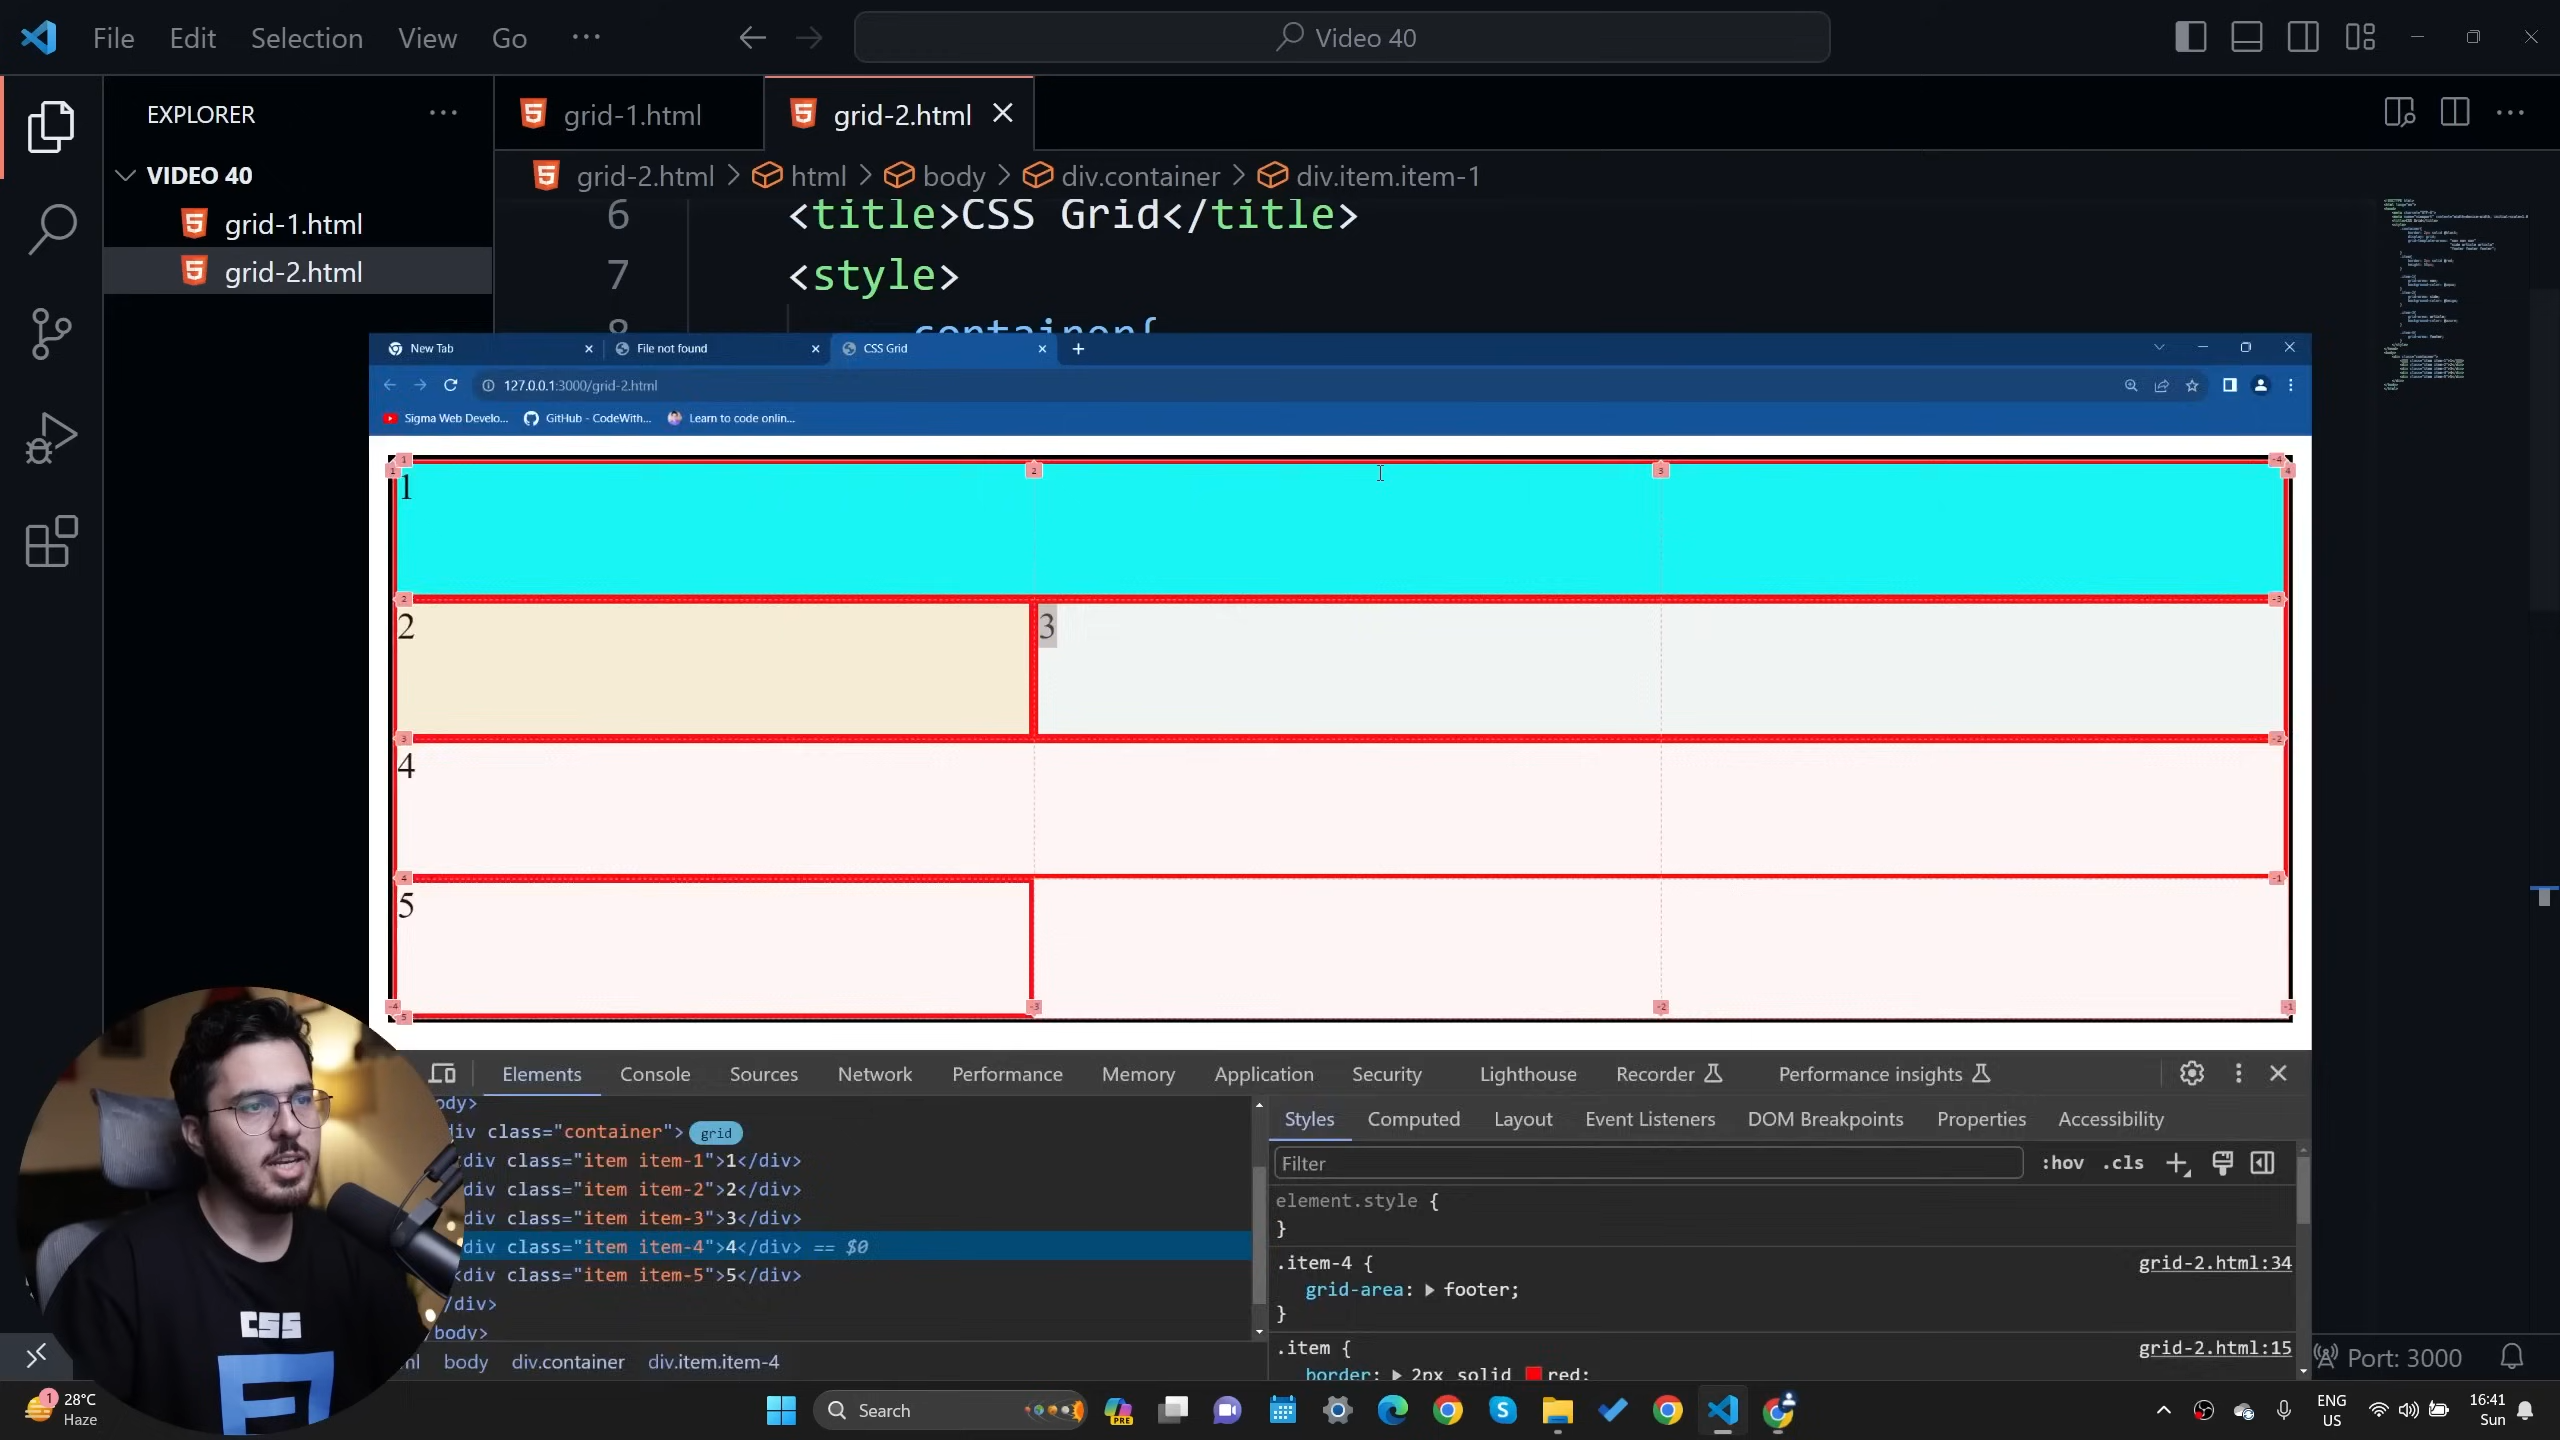 File Edit Selection View Go ···
Video 40
EXPLORER ···
VIDEO 40
grid-1.html
grid-2.html
grid-1.html
grid-2.html
grid-2.html > html > body > div.container > div.item.item-1
6 <title>CSS Grid</title>
7 <style>
8 container{
New Tab
File not found
CSS Grid
127.0.0.1:3000/grid-2.html
Sigma Web Develo...
GitHub - CodeWith...
Learn to code onlin...
1
2
3
4
5
Elements Console Sources Network Performance Memory Application Security Lighthouse Recorder Performance insights
ody>
div class="container"> grid
<div class="item item-1">1</div>
<div class="item item-2">2</div>
<div class="item item-3">3</div>
<div class="item item-4">4</div> == $0
<div class="item item-5">5</div>
/div>
body>
ml body div.container div.item.item-4
Styles Computed Layout Event Listeners DOM Breakpoints Properties Accessibility
Filter :hov .cls
element.style {
}
.item-4 { grid-2.html:34
grid-area: footer;
}
.item { grid-2.html:15
border: 2px solid red;
Port: 3000
CSS
1
28°C
Haze
Search
PRE
ENG
US
16:41
Sun